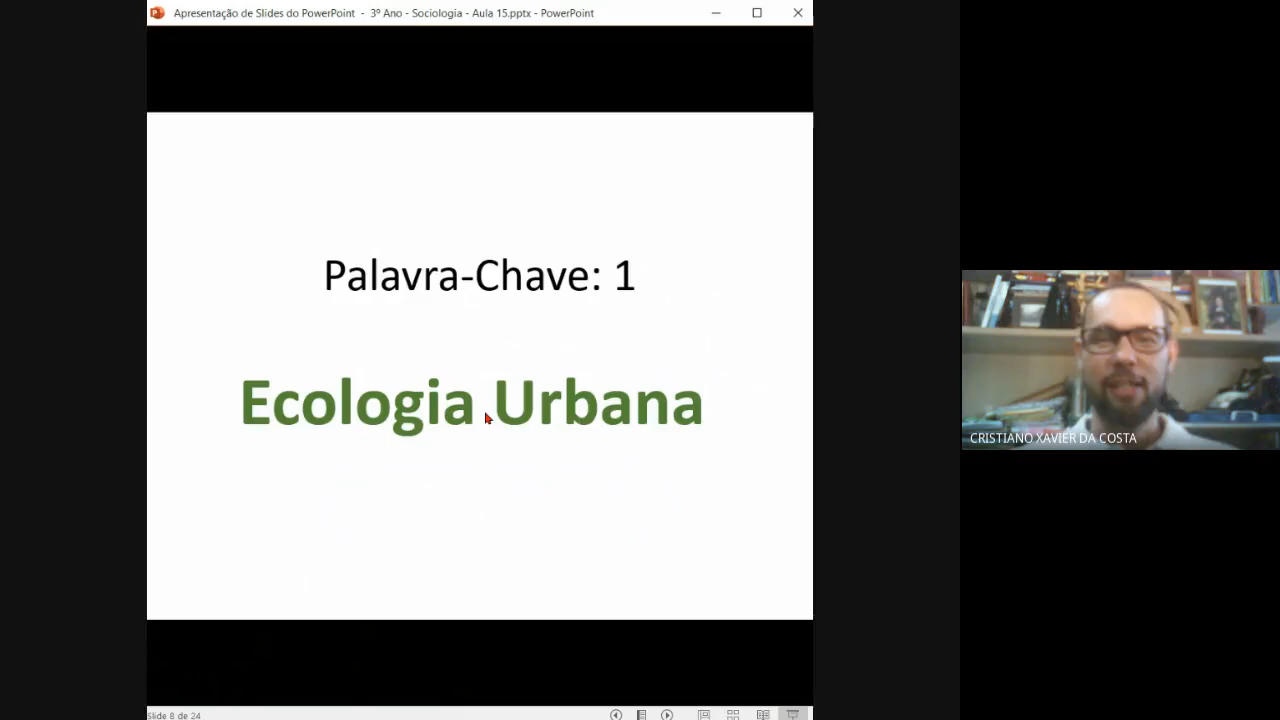 Apresentação de Slides do PowerPoint - 3º Ano - Sociologia - Aula 15.pptx - PowerPoint
Palavra-Chave: 1
Ecologia Urbana
CRISTIANO XAVIER DA COSTA
Slide 8 de 24